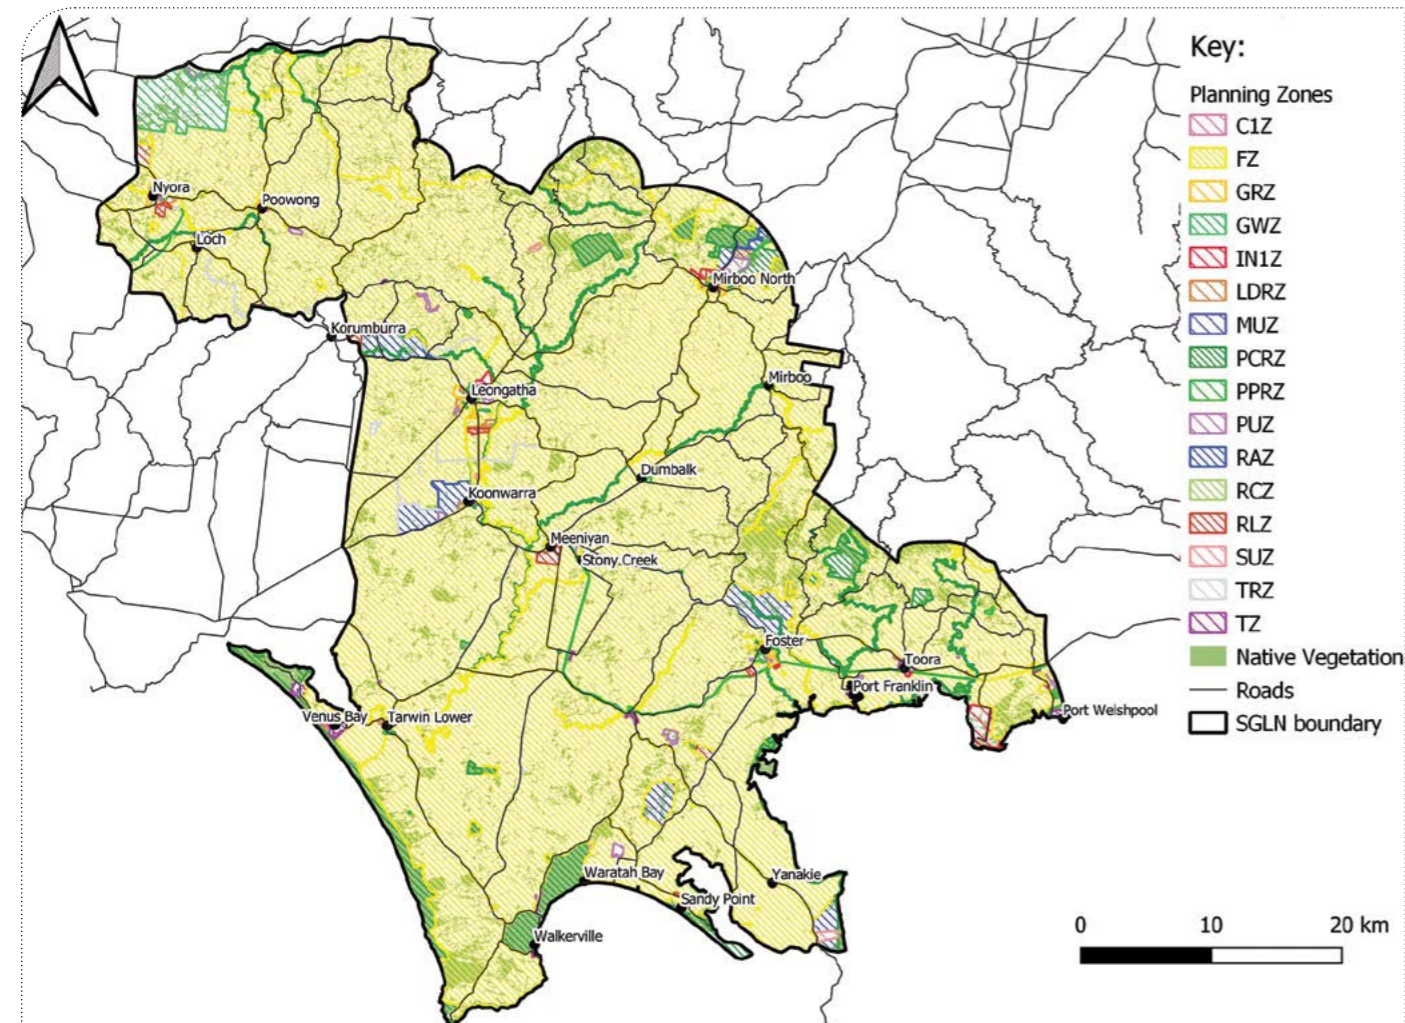 Key:
Planning Zones
C1Z
FZ
GRZ
GWZ
IN1Z
LDRZ
MUZ
PCRZ
PPRZ
PUZ
RAZ
RCZ
RLZ
SUZ
TRZ
TZ
Native Vegetation
Roads
SGLN boundary
Nyora
Poowong
Loch
Mirboo North
Korumburra
Mirboo
Leongatha
Dumbalk
Koonwarra
Meeniyan
Stony Creek
Foster
Toora
Port Franklin
Port Welshpool
Venus Bay
Tarwin Lower
Waratah Bay
Yanakie
Sandy Point
Walkerville
0 10 20 km